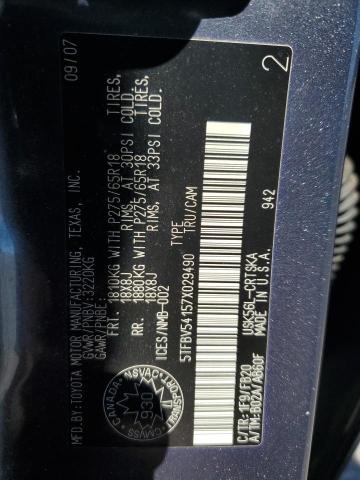 MFD.BY: TOYOTA MOTOR MANUFACTURING, TEXAS, INC. 09/07
GVWR/PNBV: 3220KG
GAWR/PNBE:
FRT. 1800KG WITH P275/65R18 TIRES,
18X8J RIMS, AT 30PSI COLD.
RR. 1880KG WITH P275/65R18 TIRES,
18X8J RIMS, AT 33PSI COLD.
ICES/NMB-002
TYPE
5TFBV54157X029490 TRU/CAM
942
USK56L-CRTSKA
C/TR: 1F9/FB20 MADE IN U.S.A.
A/TM: B02A/AB60F
2
CANADA
NSVAC
930
CMVSS
TRANSPORT